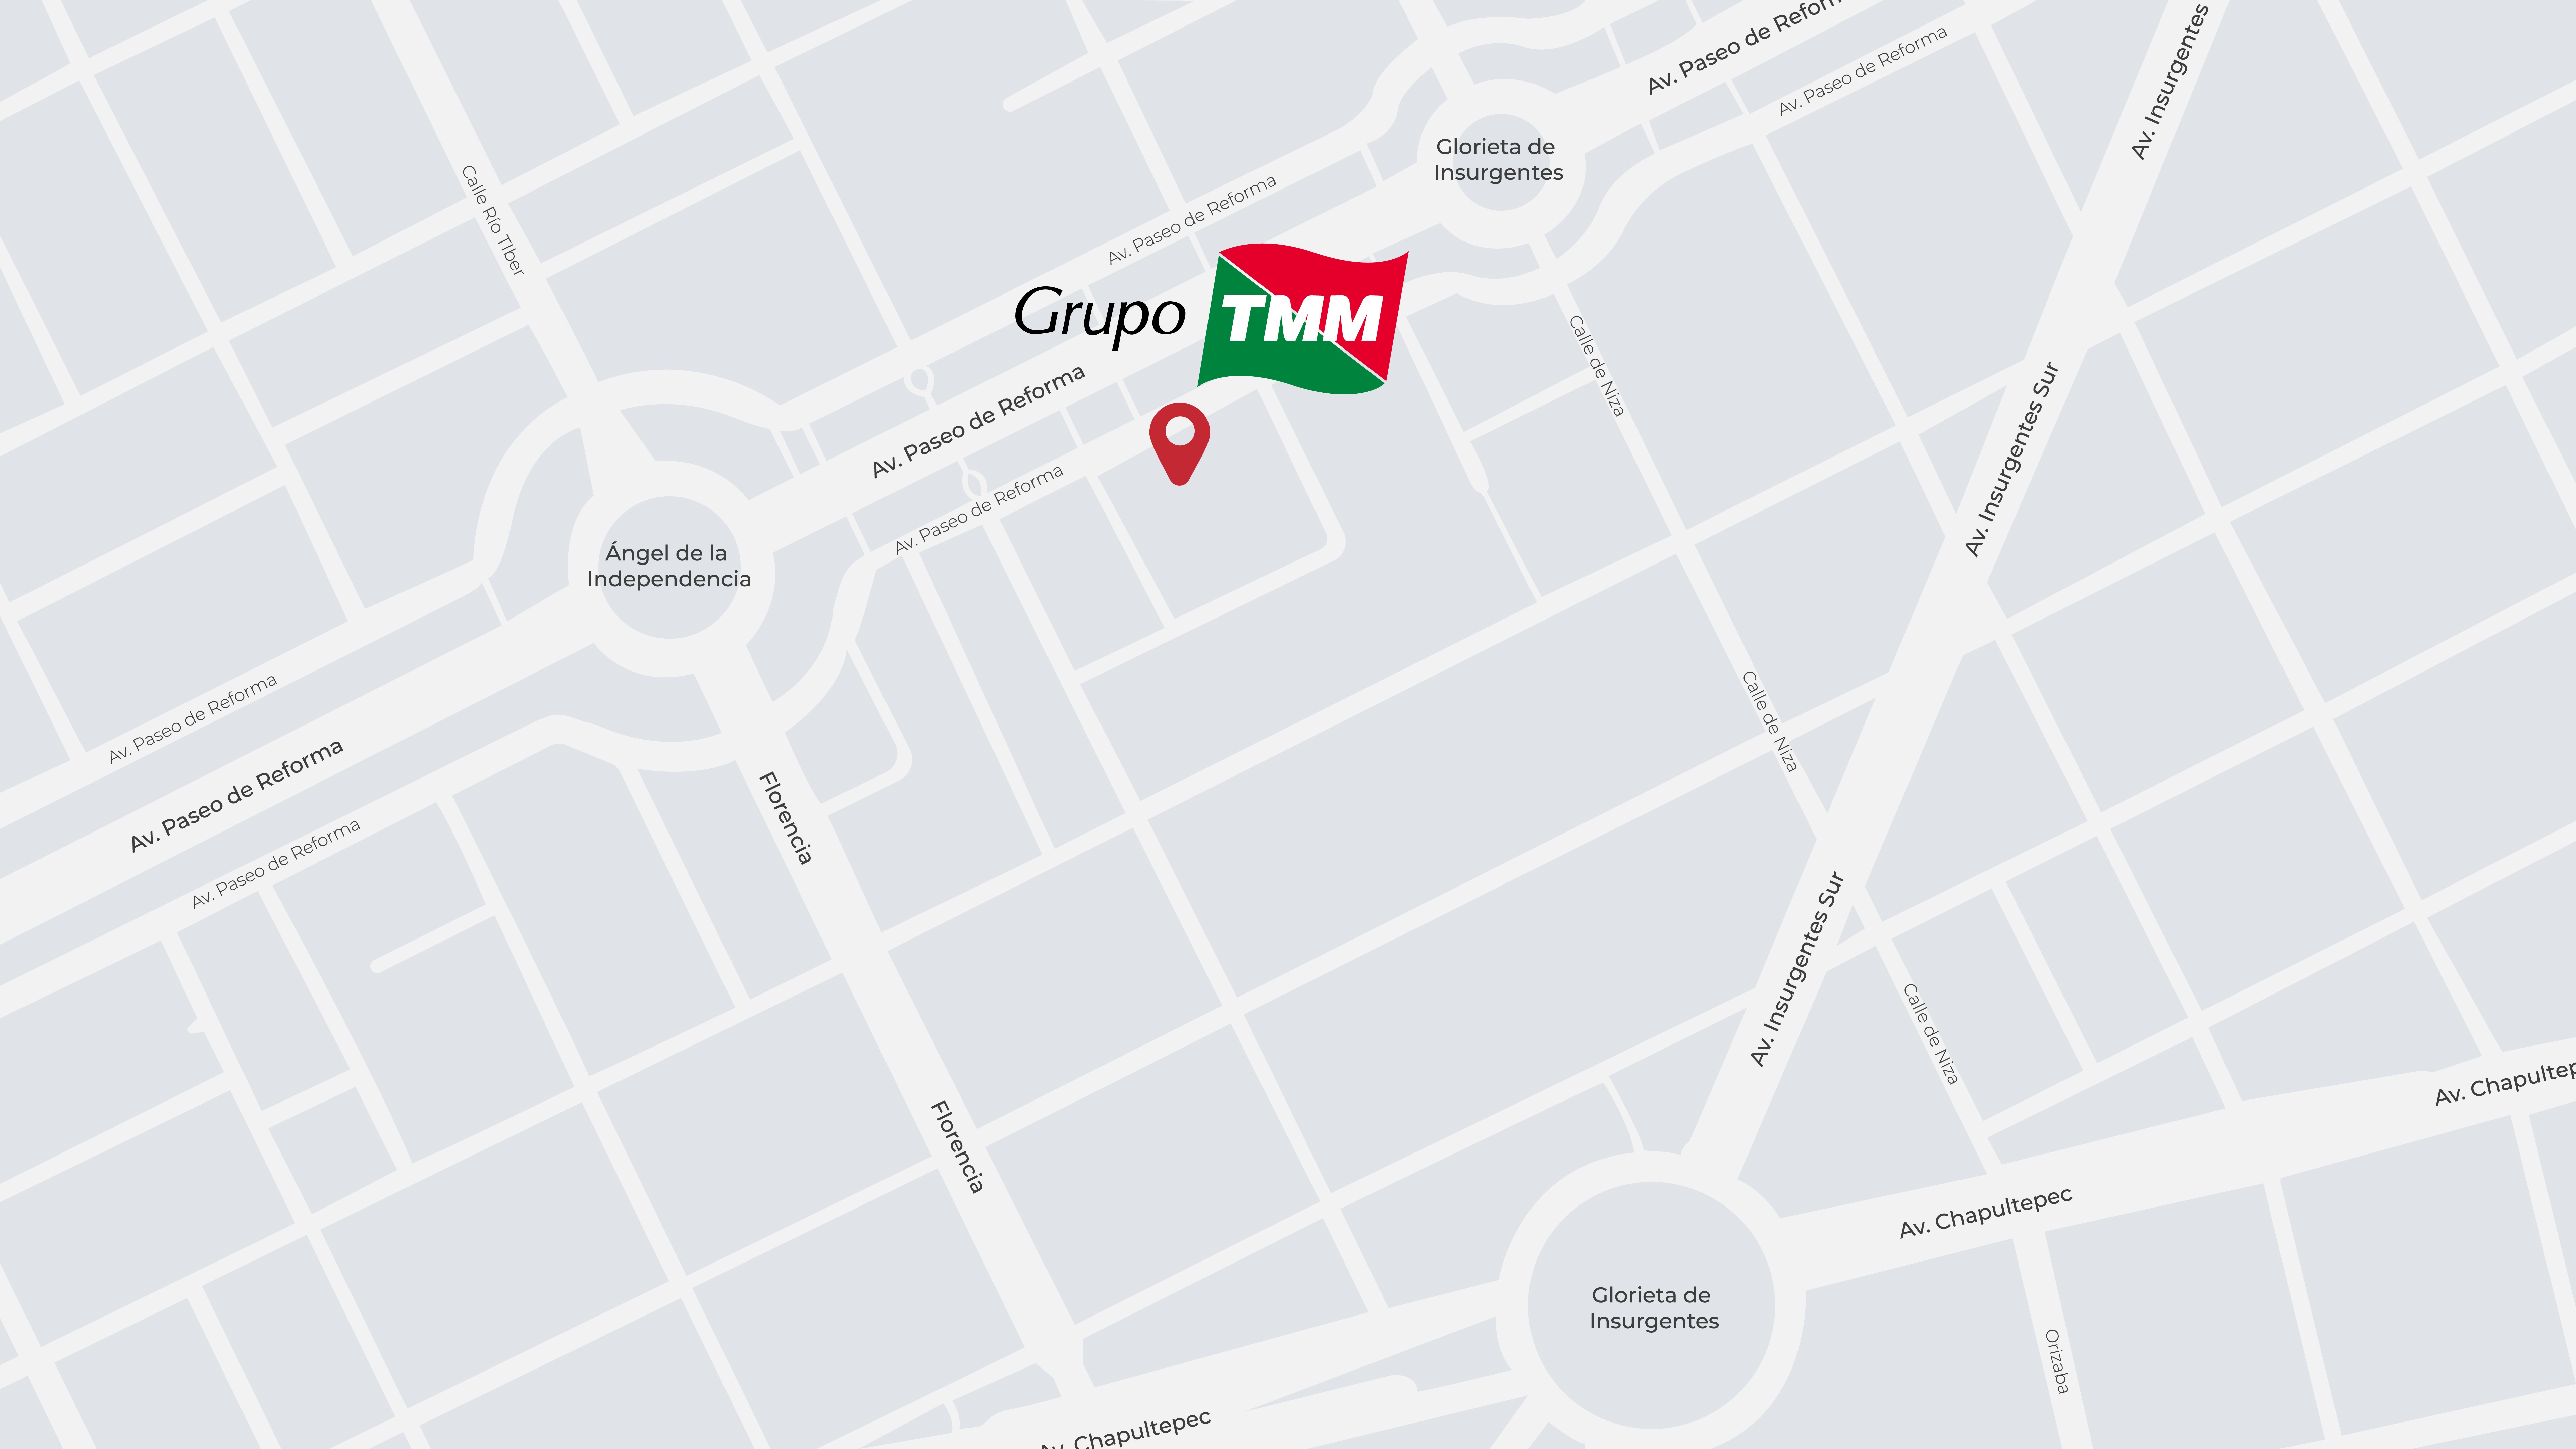 Av. Paseo de Reform
Av. Paseo de Reforma
Av. Insurgentes
Glorieta de
Insurgentes
Calle Río TIber
Av. Paseo de Reforma
Grupo
TMM
Calle de Niza
Av. Paseo de Reforma
Av. Insurgentes Sur
Av. Paseo de Reforma
Ángel de la
Independencia
Av. Paseo de Reforma
Calle de Niza
Av. Paseo de Reforma
Florencia
Av. Paseo de Reforma
Av. Insurgentes Sur
Calle de Niza
Av. Chapultep
Florencia
Av. Chapultepec
Glorieta de
Insurgentes
Orizaba
Av. Chapultepec